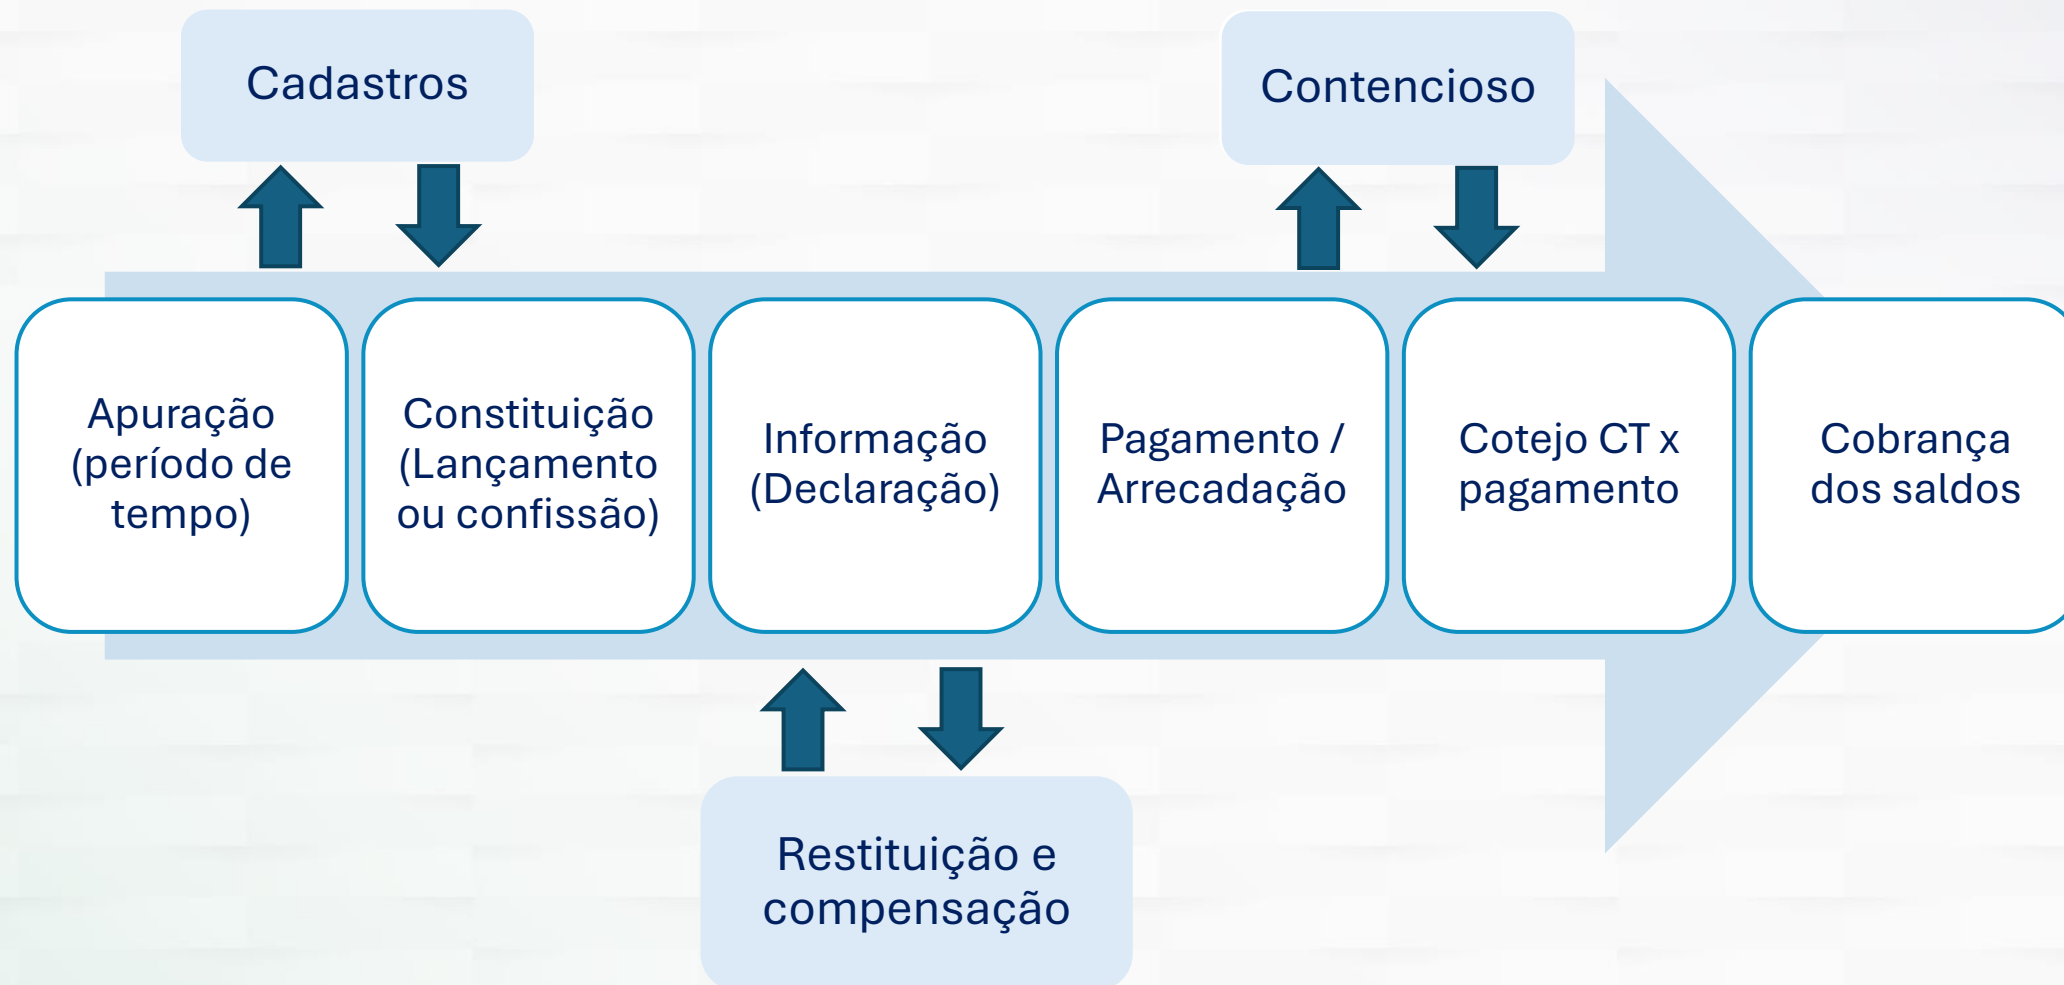 Cadastros
Contencioso
Apuração
(período de
tempo)
Constituição
(Lançamento
ou confissão)
Informação
(Declaração)
Pagamento /
Arrecadação
Cotejo CT x
pagamento
Cobrança
dos saldos
Restituição e
compensação